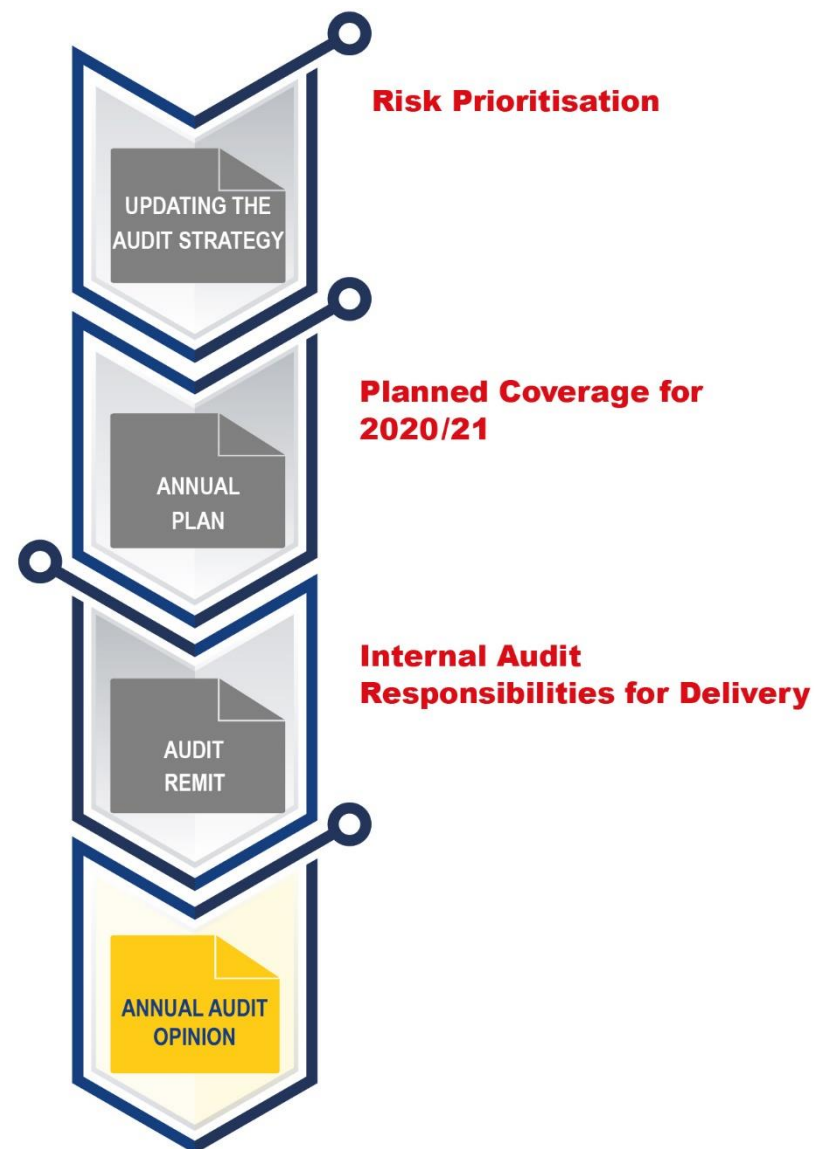 Risk Prioritisation
UPDATING THE
AUDIT STRATEGY
Planned Coverage for
2020/21
ANNUAL
PLAN
Internal Audit
Responsibilities for Delivery
AUDIT
REMIT
ANNUAL AUDIT
OPINION